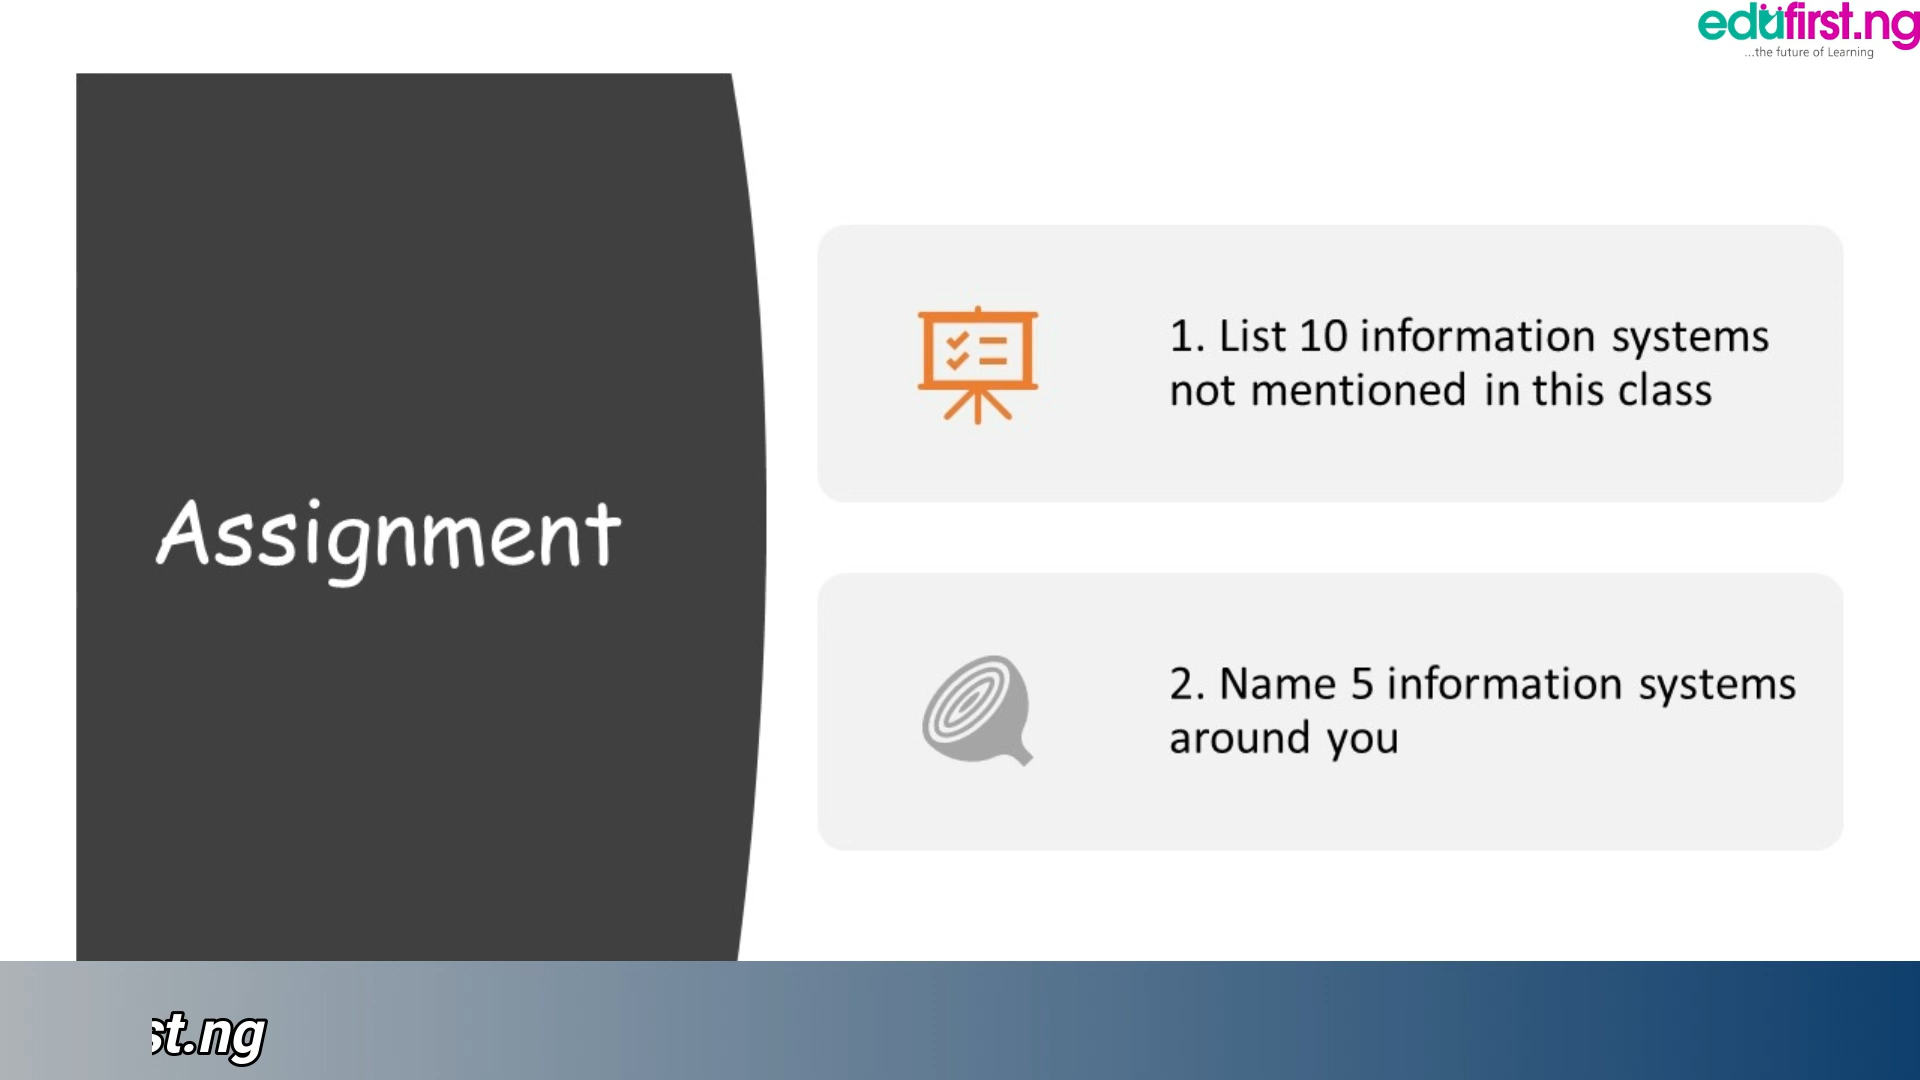 edufirst.ng
...the future of Learning
1. List 10 information systems
not mentioned in this class
Assignment
2. Name 5 information systems
around you
st.ng